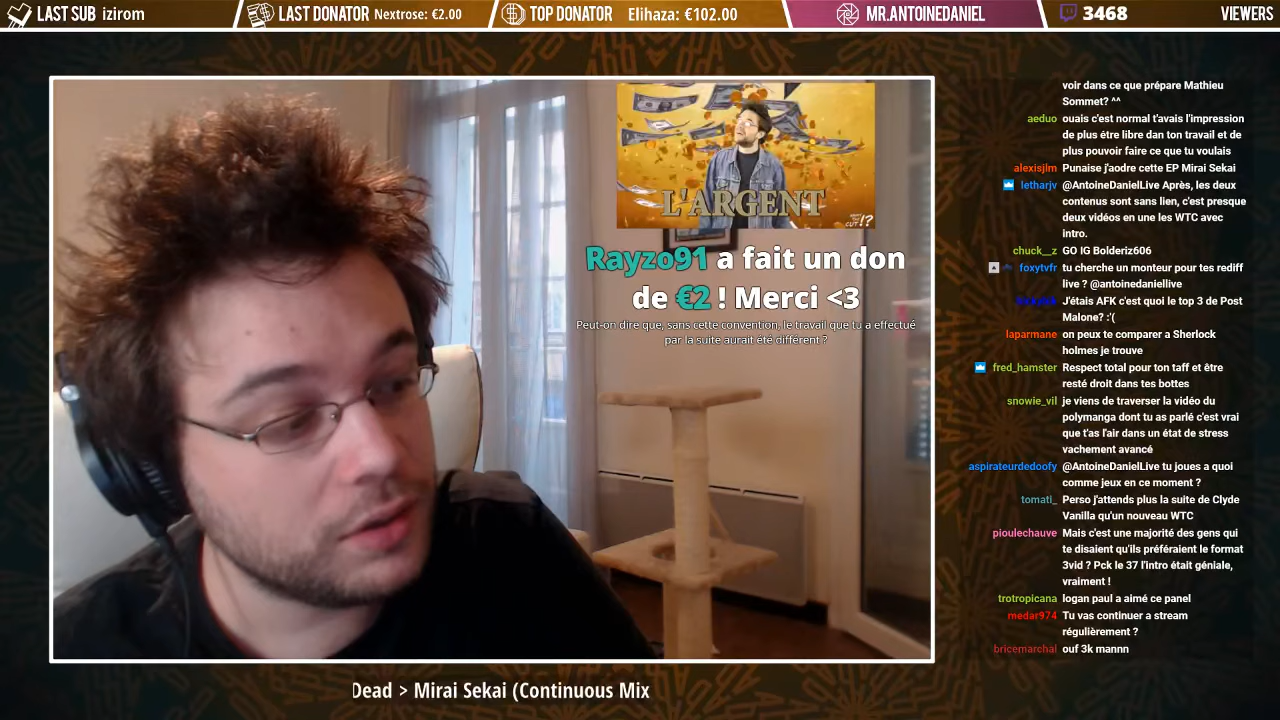 LAST SUB izirom
LAST DONATOR Nextrose: €2.00
TOP DONATOR Elihaza: €102.00
MR.ANTOINEDANIEL
3468 VIEWERS
L'ARGENT
WHAT THE CUT !?
Rayzo91 a fait un don
de €2 ! Merci <3
Peut-on dire que, sans cette convention, le travail que tu a effectué
par la suite aurait été différent ?
voir dans ce que prépare Mathieu
Sommet? ^^
aeduo ouais c'est normal t'avais l'impression
de plus étre libre dan ton travail et de
plus pouvoir faire ce que tu voulais
alexisjlm Punaise j'aodre cette EP Mirai Sekai
letharjv @AntoineDanielLive Après, les deux
contenus sont sans lien, c'est presque
deux vidéos en une les WTC avec
intro.
chuck__z GO IG Bolderiz606
foxytvfr tu cherche un monteur pour tes rediff
live ? @antoinedaniellive
J'étais AFK c'est quoi le top 3 de Post
Malone? :'(
laparmane on peux te comparer a Sherlock
holmes je trouve
fred_hamster Respect total pour ton taff et être
resté droit dans tes bottes
snowie_vil je viens de traverser la vidéo du
polymanga dont tu as parlé c'est vrai
que t'as l'air dans un état de stress
vachement avancé
aspirateurdedoofy @AntoineDanielLive tu joues a quoi
comme jeux en ce moment ?
tomati_ Perso j'attends plus la suite de Clyde
Vanilla qu'un nouveau WTC
pioulechauve Mais c'est une majorité des gens qui
te disaient qu'ils préféraient le format
3vid ? Pck le 37 l'intro était géniale,
vraiment !
trotropicana logan paul a aimé ce panel
medar974 Tu vas continuer a stream
régulièrement ?
bricemarchal ouf 3k mannn
Dead > Mirai Sekai (Continuous Mix